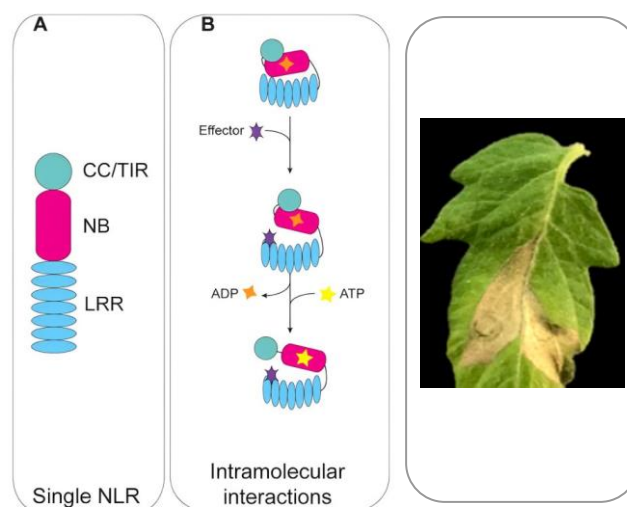 A
CC/TIR
NB
LRR
Single NLR
B
Effector
ADP
ATP
Intramolecular
interactions